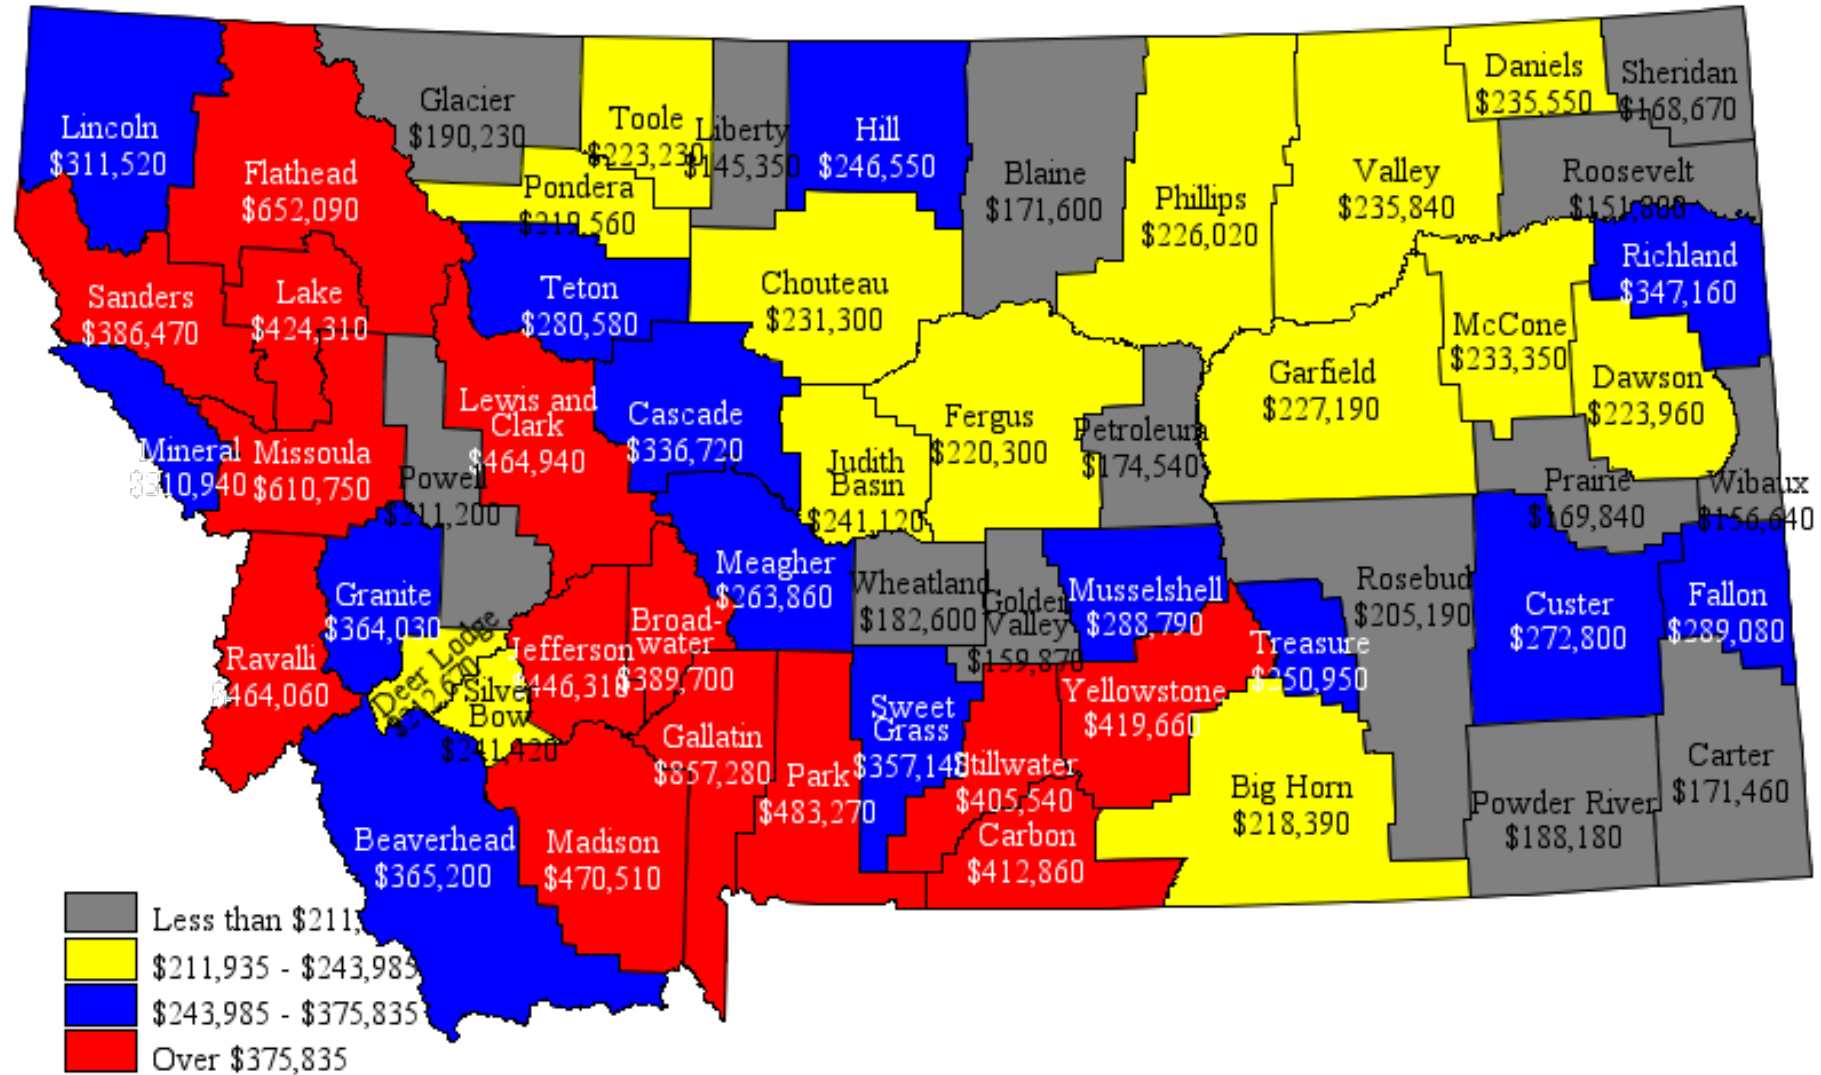 Lincoln
$311,520
Flathead
$652,090
Glacier
$190,230
Toole
$223,230
Liberty
$145,350
Hill
$246,550
Blaine
$171,600
Phillips
$226,020
Valley
$235,840
Daniels
$235,550
Sheridan
$168,670
Roosevelt
$151,800
Richland
$347,160
Pondera
$219,560
Teton
$280,580
Chouteau
$231,300
Sanders
$386,470
Lake
$424,310
McCone
$233,350
Garfield
$227,190
Dawson
$223,960
Mineral
$310,940
Missoula
$610,750
Powell
$211,200
Lewis and
Clark
$464,940
Cascade
$336,720
Judith
Basin
$241,120
Fergus
$220,300
Petroleum
$174,540
Prairie
$169,840
Wibaux
$156,640
Granite
$364,030
Ravalli
$464,060
Deer Lodge
Silver
Bow
$241,420
Jefferson
$446,310
Broad-
water
$389,700
Meagher
$263,860
Wheatland
$182,600
Golden
Valley
$159,870
Musselshell
$288,790
Treasure
$250,950
Rosebud
$205,190
Custer
$272,800
Fallon
$289,080
Gallatin
$857,280
Park
$483,270
Sweet
Grass
$357,148
Stillwater
$405,540
Yellowstone
$419,660
Carbon
$412,860
Big Horn
$218,390
Powder River
$188,180
Carter
$171,460
Beaverhead
$365,200
Madison
$470,510
Less than $211,
$211,935 - $243,985
$243,985 - $375,835
Over $375,835